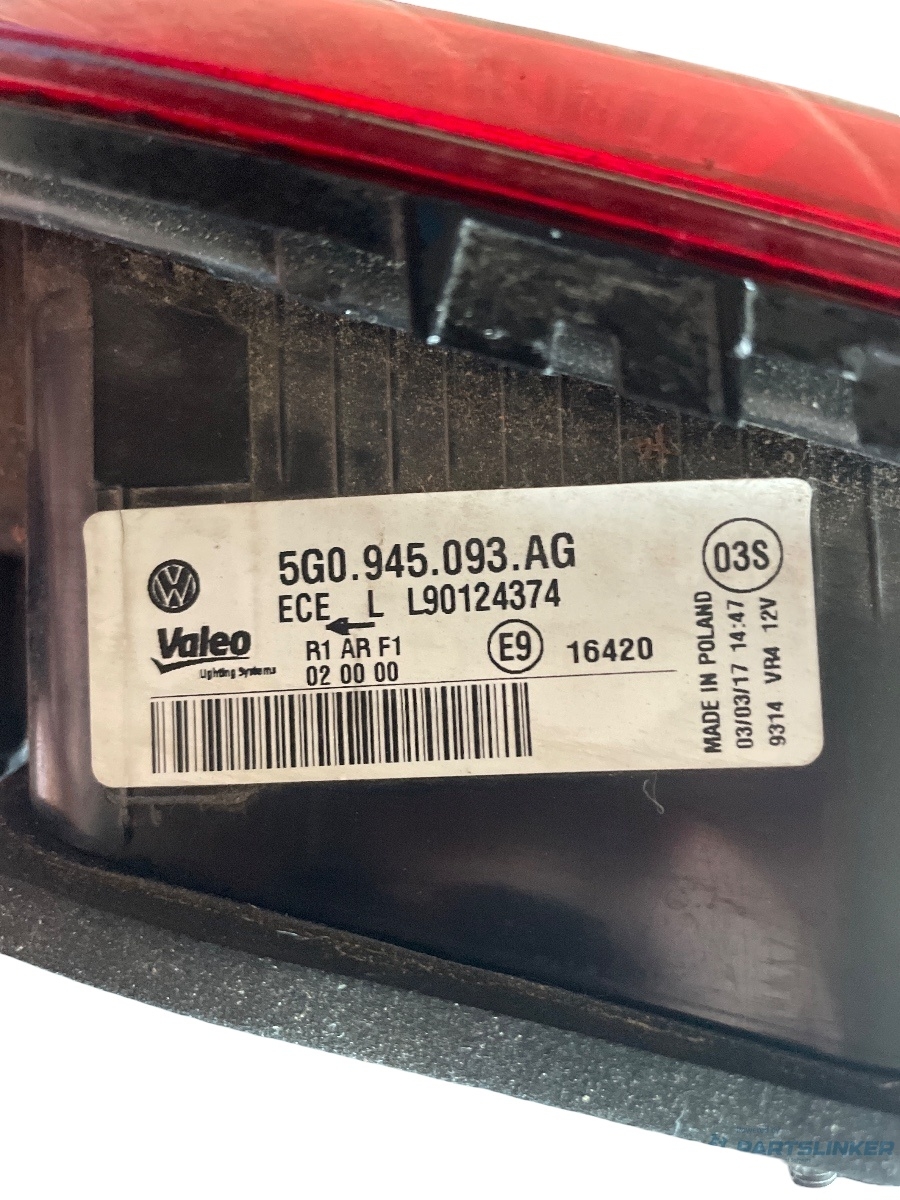 5G0.945.093.AG
03S
ECE L L90124374
Valeo
Lighting Systems
R1 AR F1
02 00 00
E9
16420
MADE IN POLAND
03/03/17 14:47
9314 VR4 12V
PARTSLINKER